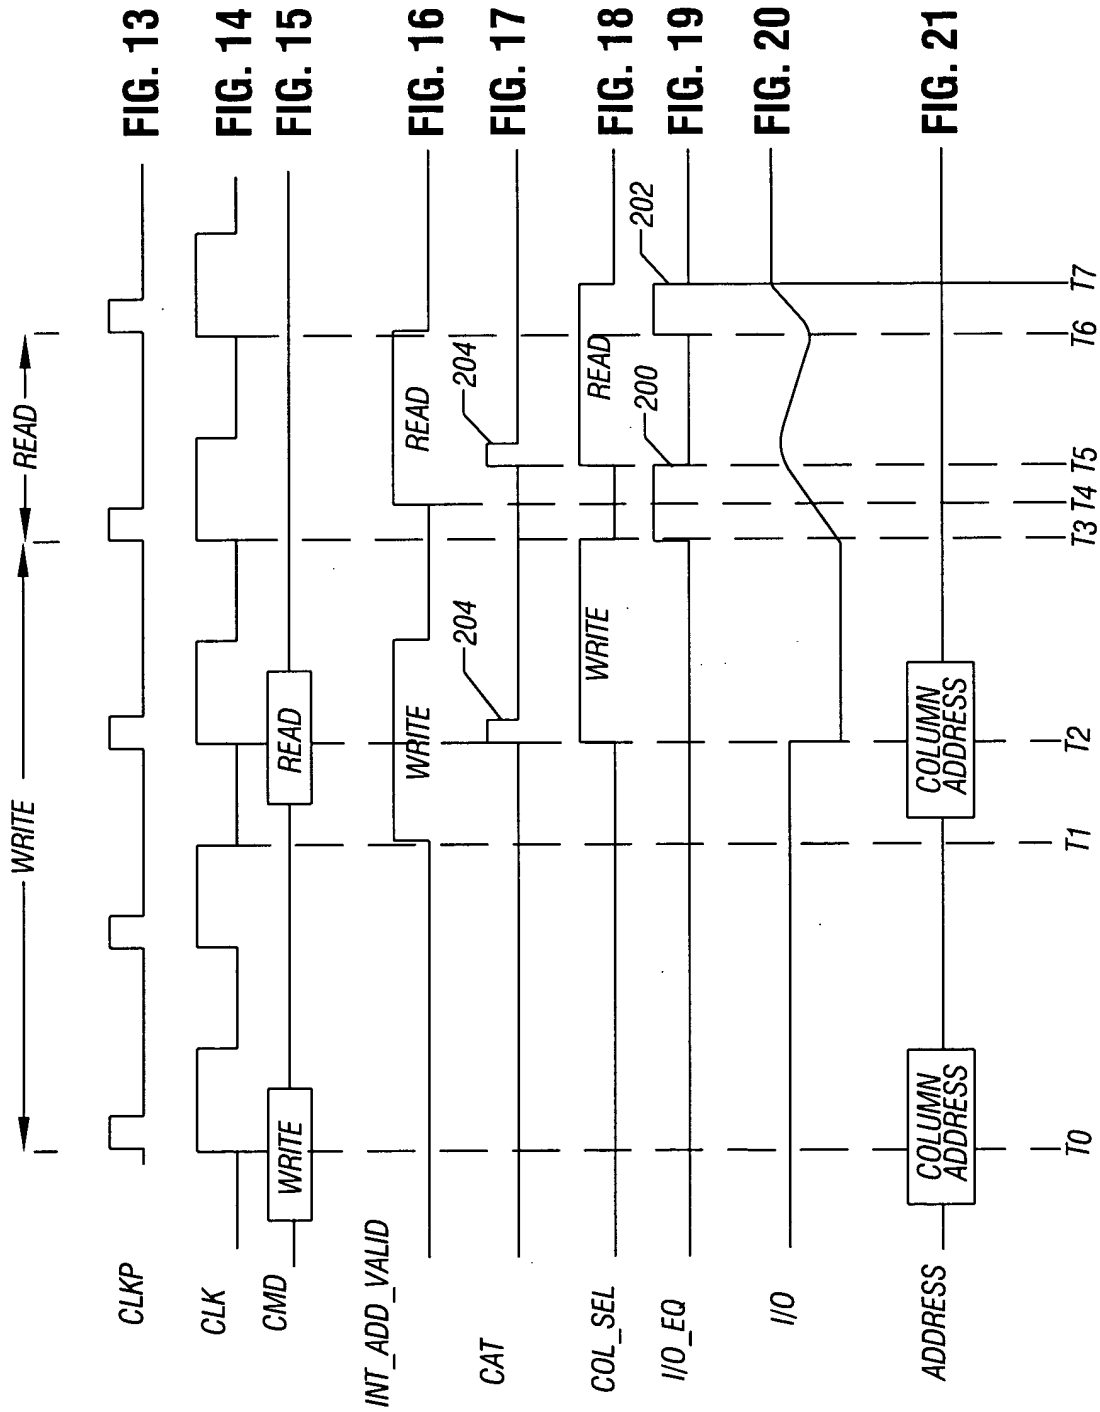 WRITE
READ
CLKP
FIG. 13
CLK
FIG. 14
CMD
WRITE
READ
FIG. 15
INT_ADD_VALID
WRITE
READ
FIG. 16
CAT
204
204
FIG. 17
COL_SEL
WRITE
READ
FIG. 18
I/O_EQ
200
202
FIG. 19
I/O
FIG. 20
ADDRESS
COLUMN
ADDRESS
COLUMN
ADDRESS
FIG. 21
T0 T1 T2 T3 T4 T5 T6 T7